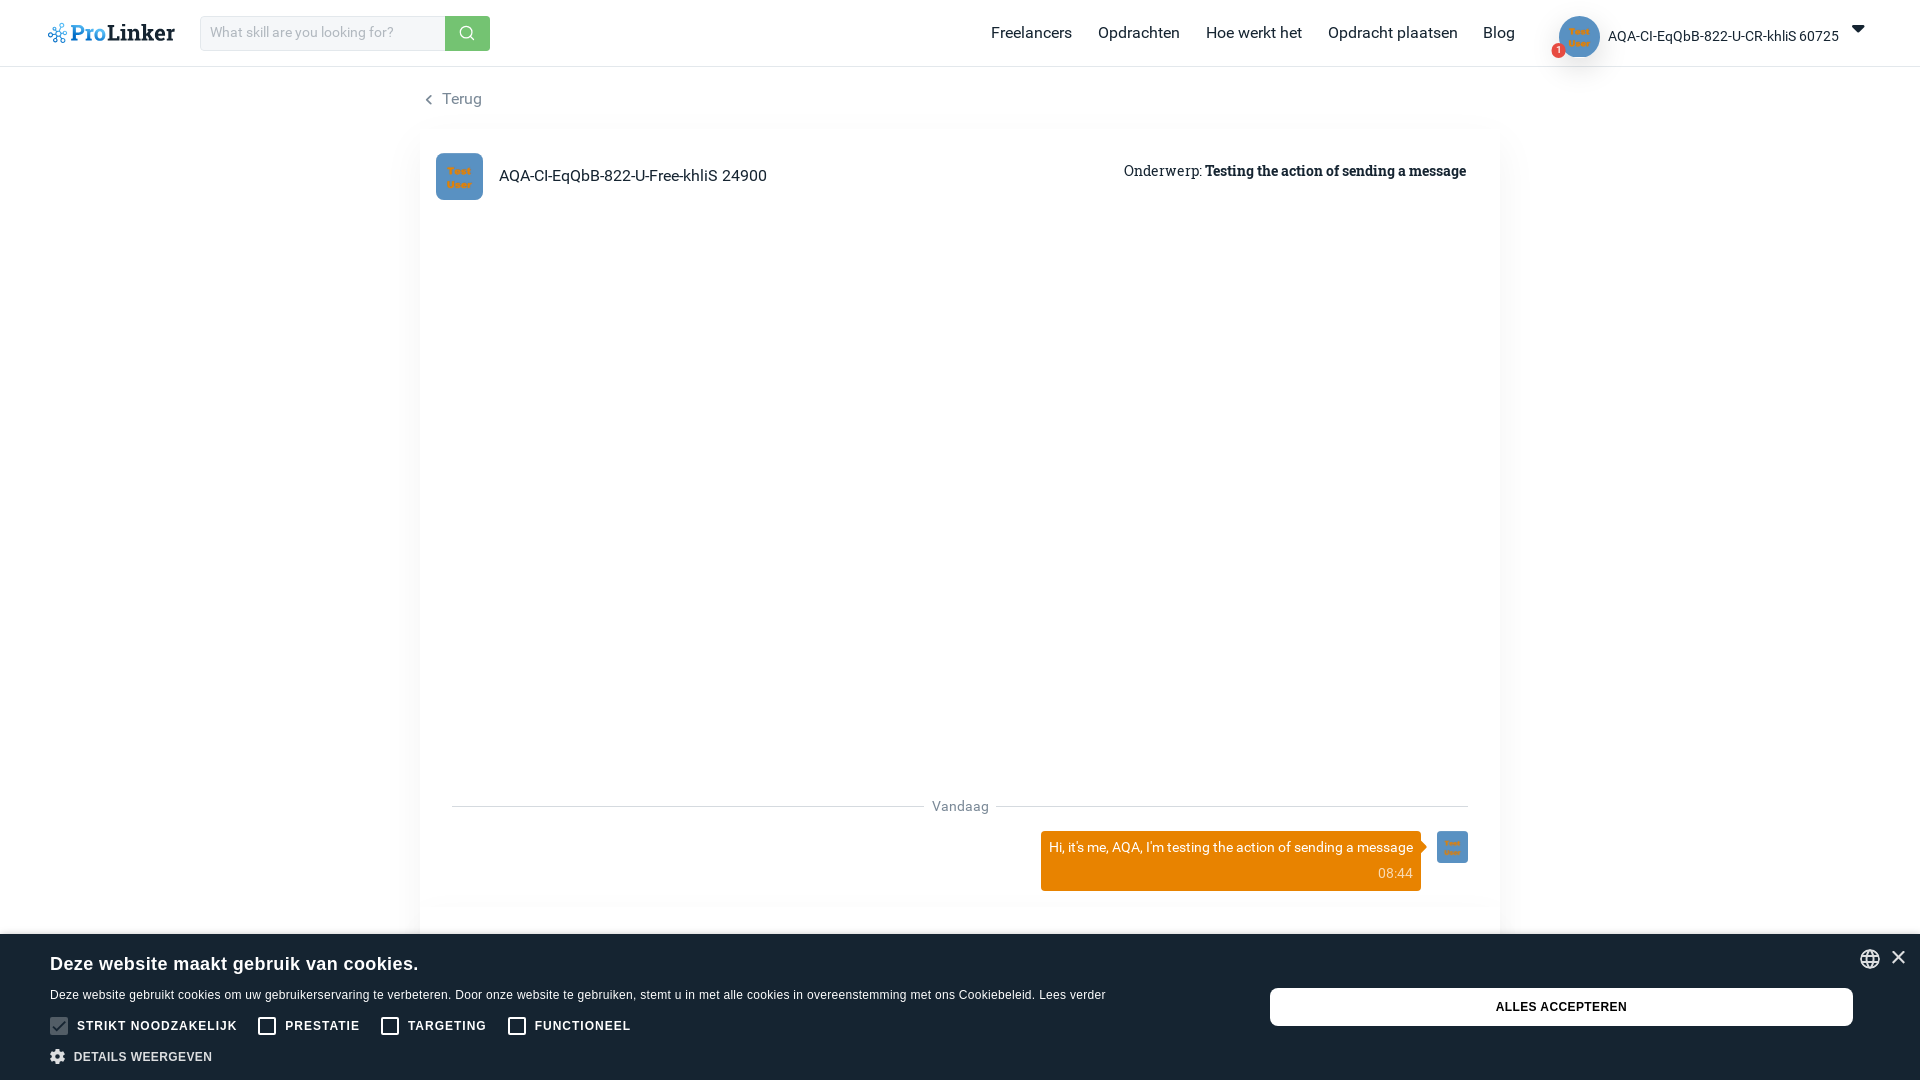 ProLinker
What skill are you looking for?
Freelancers
Opdrachten
Hoe werkt het
Opdracht plaatsen
Blog
Test
User
1
AQA-CI-EqQbB-822-U-CR-khliS 60725
Terug
Test
User
AQA-CI-EqQbB-822-U-Free-khliS 24900
Onderwerp: Testing the action of sending a message
Vandaag
Hi, it's me, AQA, I'm testing the action of sending a message
08:44
Test
User
Deze website maakt gebruik van cookies.
Deze website gebruikt cookies om uw gebruikerservaring te verbeteren. Door onze website te gebruiken, stemt u in met alle cookies in overeenstemming met ons Cookiebeleid. Lees verder
STRIKT NOODZAKELIJK
PRESTATIE
TARGETING
FUNCTIONEEL
DETAILS WEERGEVEN
ALLES ACCEPTEREN